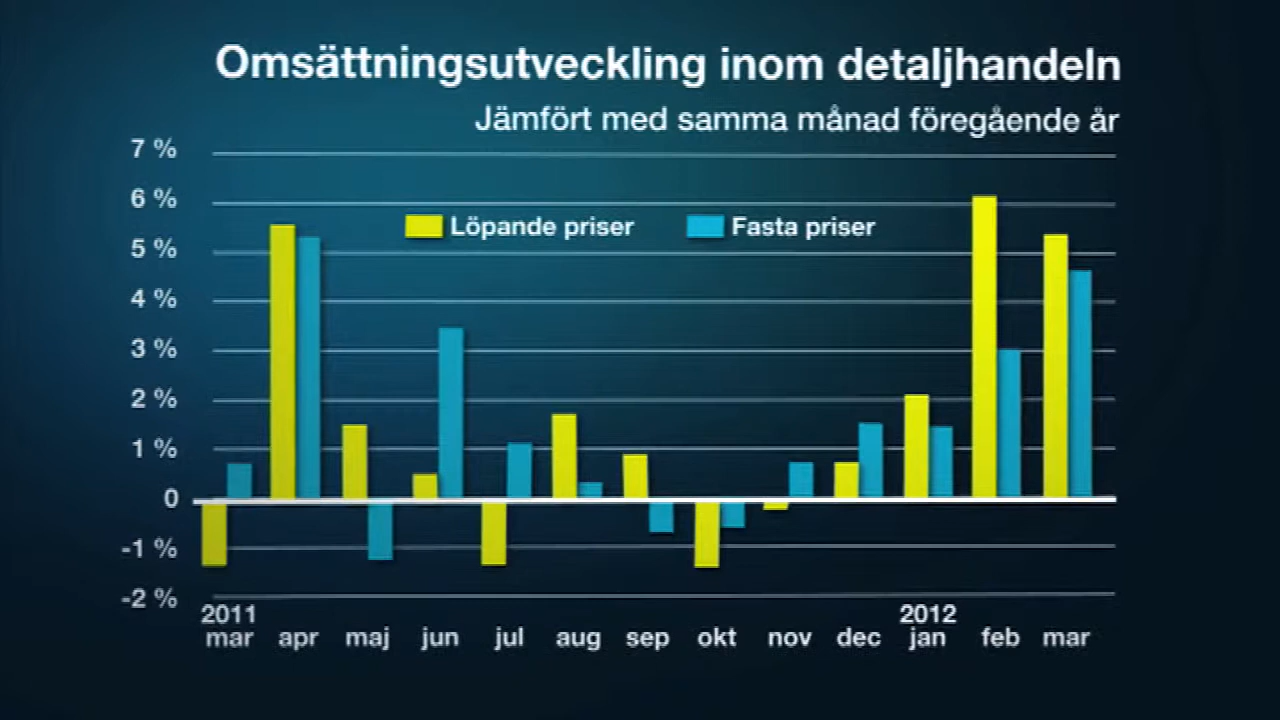 Omsättningsutveckling inom detaljhandeln
Jämfört med samma månad föregående år
7 %
6 %
Löpande priser Fasta priser
5 %
4 %
3 %
2 %
1 %
0
-1 %
-2 %
2011 2012
mar apr maj jun jul aug sep okt nov dec jan feb mar